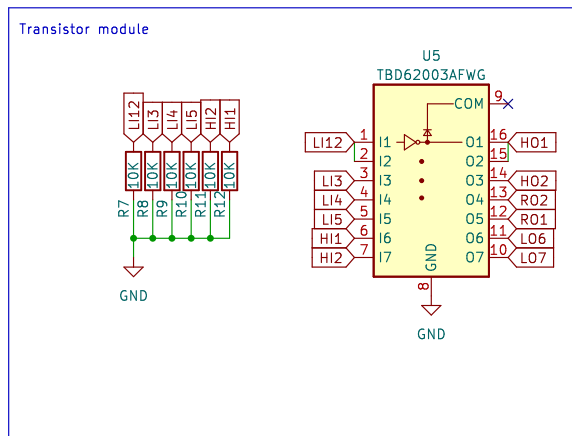 Transistor module
LI12
LI3
LI4
LI5
HI2
HI1
10K
10K
10K
10K
10K
10K
R7
R8
R9
R10
R11
R12
GND
U5
TBD62003AFWG
COM
9
LI12
1
I1
O1
16
HO1
2
I2
O2
15
LI3
3
I3
O3
14
HO2
LI4
4
I4
O4
13
RO2
LI5
5
I5
O5
12
RO1
HI1
6
I6
O6
11
LO6
HI2
7
I7
O7
10
LO7
GND
8
GND